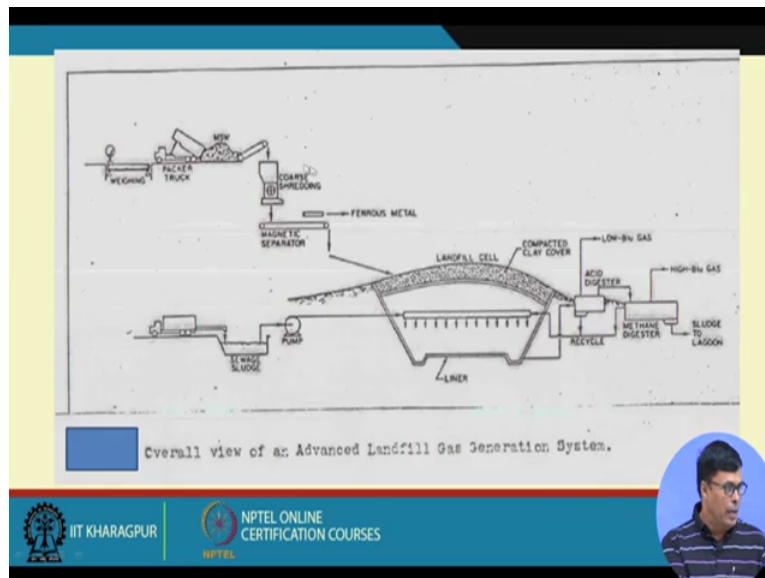 MSW
WEIGHING
PACKER
TRUCK
COARSE
SHREDDING
FERROUS METAL
MAGNETIC
SEPARATOR
LANDFILL CELL
COMPACTED
CLAY COVER
LOW-Btu GAS
ACID
DIGESTER
HIGH-Btu GAS
SEWAGE
SLUDGE
PUMP
LINER
RECYCLE
METHANE
DIGESTER
SLUDGE
TO
LAGOON
Overall view of an Advanced Landfill Gas Generation System.
IIT KHARAGPUR
NPTEL
NPTEL ONLINE
CERTIFICATION COURSES